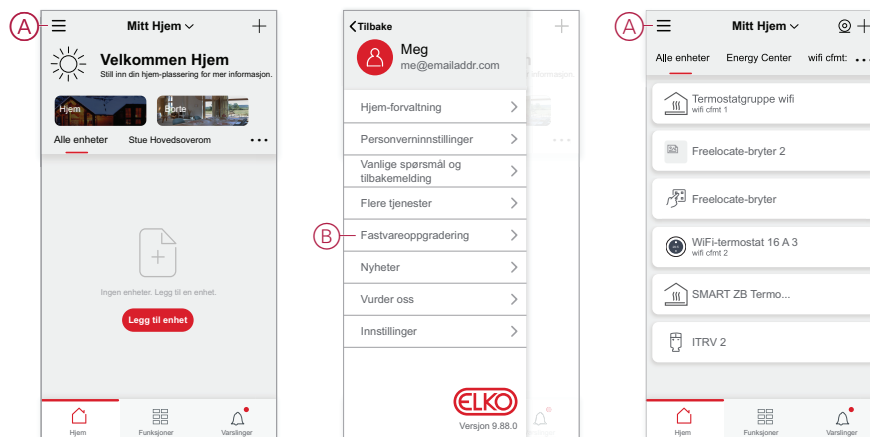 A
Mitt Hjem
Velkommen Hjem
Still inn din hjem-plassering for mer informasjon.
Hjem
Borte
Alle enheter
Stue Hovedsoverom
Ingen enheter. Legg til en enhet.
Legg til enhet
Hjem
Funksjoner
Varslinger
Tilbake
Meg
me@emailaddr.com
informasjon.
Hjem-forvaltning
Personverninnstillinger
Vanlige spørsmål og
tilbakemelding
Flere tjenester
B
Fastvareoppgradering
Nyheter
Vurder oss
Innstillinger
ELKO
Versjon 9.88.0
A
Mitt Hjem
Alle enheter
Energy Center
wifi cfmt:
Termostatgruppe wifi
wifi cfmt 1
Freelocate-bryter 2
Freelocate-bryter
WiFi-termostat 16 A 3
wifi cfmt 2
SMART ZB Termo...
ITRV 2
Hjem
Funksjoner
Varslinger